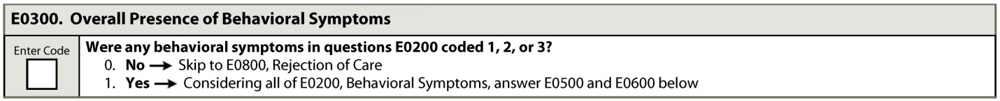 E0300. Overall Presence of Behavioral Symptoms
Enter Code
Were any behavioral symptoms in questions E0200 coded 1, 2, or 3?
0. No → Skip to E0800, Rejection of Care
1. Yes → Considering all of E0200, Behavioral Symptoms, answer E0500 and E0600 below